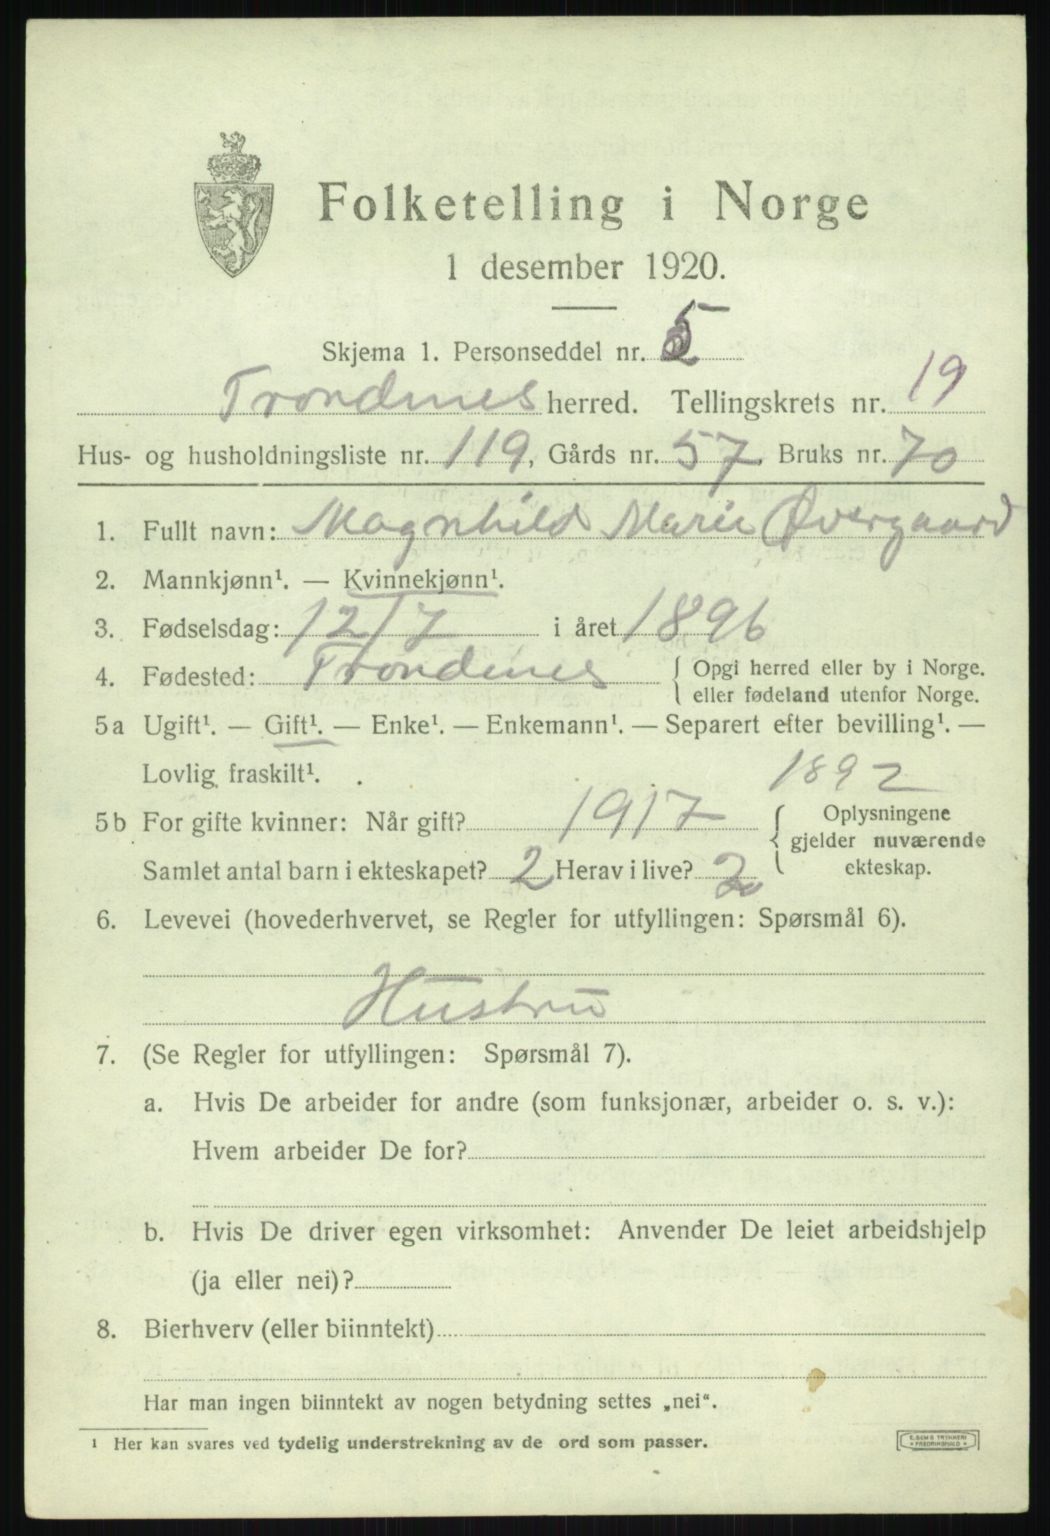 Folketelling i Norge
1 desember 1920.
Skjema 1. Personseddel nr. 5
Trondenes herred. Tellingskrets nr. 19
Hus- og husholdningsliste nr. 119, Gårds nr. 57, Bruks nr. 70
1. Fullt navn: Magnhild Marie Øvergaard
2. Mannkjønn¹. — Kvinnekjønn¹.
3. Fødselsdag: 12/7 i året 1896
4. Fødested: Trondenes { Opgi herred eller by i Norge.
eller fødeland utenfor Norge.
5a Ugift¹. — Gift¹. — Enke¹. — Enkemann¹. — Separert efter bevilling¹. —
Lovlig fraskilt¹. 1892
5b For gifte kvinner: Når gift? 1917 { Oplysningene
gjelder nuværende
Samlet antal barn i ekteskapet? 2 Herav i live? 2 ekteskap.
6. Levevei (hovederhvervet, se Regler for utfyllingen: Spørsmål 6).
Hustru
7. (Se Regler for utfyllingen: Spørsmål 7).
a. Hvis De arbeider for andre (som funksjonær, arbeider o. s. v.):
Hvem arbeider De for?
b. Hvis De driver egen virksomhet: Anvender De leiet arbeidshjelp
(ja eller nei)?
8. Bierhverv (eller biinntekt)
Har man ingen biinntekt av nogen betydning settes „nei“.
¹ Her kan svares ved tydelig understrekning av de ord som passer.
E. SEM'S TRYKKERI
FREDRIKSHALD